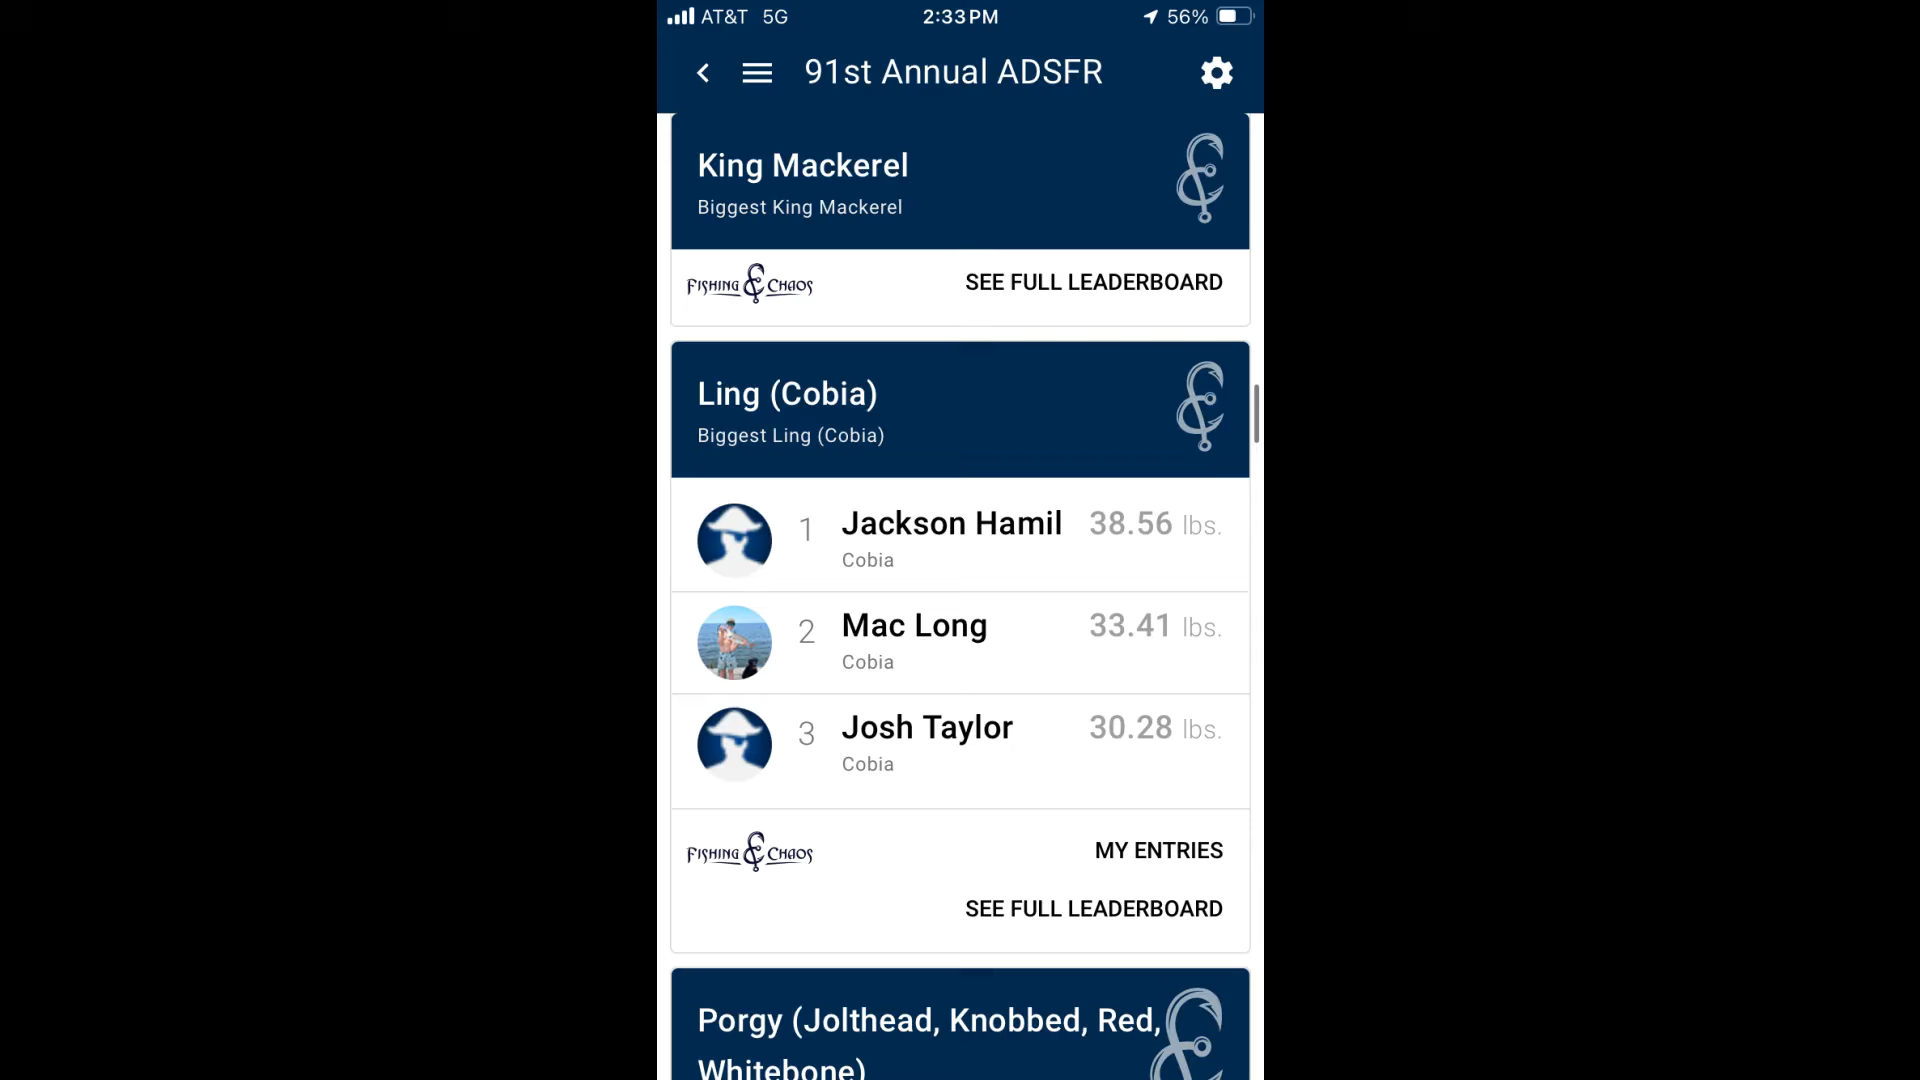 AT&T 5G 2:33 PM 56%
91st Annual ADSFR
King Mackerel
Biggest King Mackerel
FISHING & CHAOS SEE FULL LEADERBOARD
Ling (Cobia)
Biggest Ling (Cobia)
1 Jackson Hamil 38.56 lbs.
Cobia
2 Mac Long 33.41 lbs.
Cobia
3 Josh Taylor 30.28 lbs.
Cobia
FISHING & CHAOS MY ENTRIES
SEE FULL LEADERBOARD
Porgy (Jolthead, Knobbed, Red,
Whitebone)